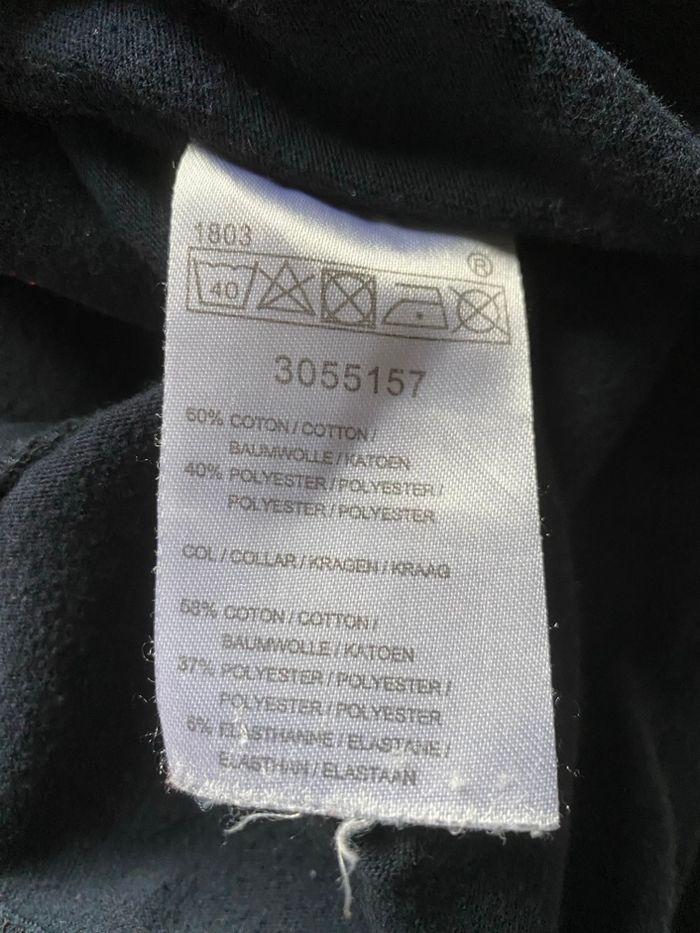 1803
®
40
3055157
60% COTON / COTTON /
BAUMWOLLE / KATOEN
40% POLYESTER / POLYESTER /
POLYESTER / POLYESTER
COL / COLLAR / KRAGEN / KRAAG
58% COTON / COTTON /
BAUMWOLLE / KATOEN
37% POLYESTER / POLYESTER /
POLYESTER / POLYESTER
ELASTHANNE / ELASTANE /
ELASTHAN / ELASTAAN